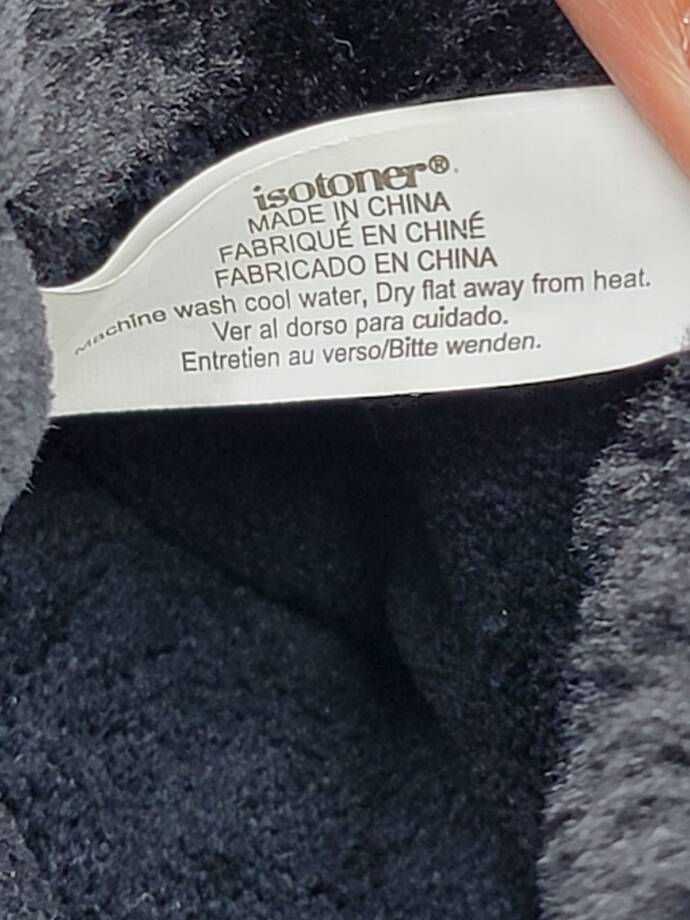 isotoner®
MADE IN CHINA
FABRIQUÉ EN CHINÉ
FABRICADO EN CHINA
Machine wash cool water, Dry flat away from heat.
Ver al dorso para cuidado.
Entretien au verso/Bitte wenden.